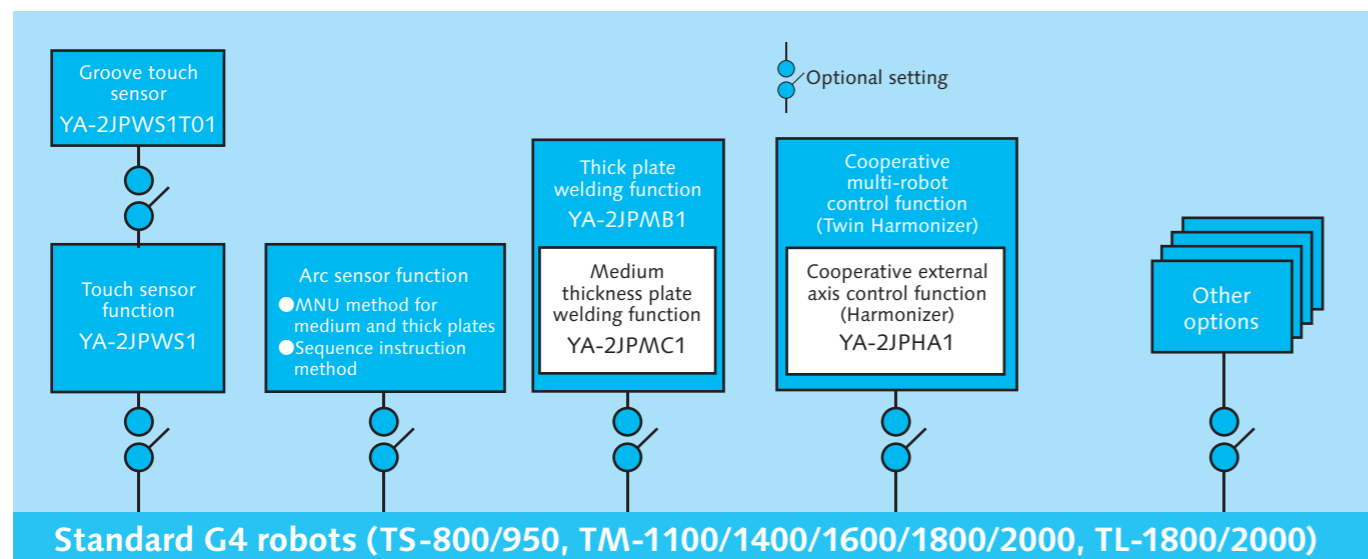 Groove touch
sensor
YA-2JPWS1T01
Optional setting
Touch sensor
function
YA-2JPWS1
Arc sensor function
●MNU method for
medium and thick plates
●Sequence instruction
method
Thick plate
welding function
YA-2JPMB1
Medium
thickness plate
welding function
YA-2JPMC1
Cooperative
multi-robot
control function
(Twin Harmonizer)
Cooperative external
axis control function
(Harmonizer)
YA-2JPHA1
Other
options
Standard G4 robots (TS-800/950, TM-1100/1400/1600/1800/2000, TL-1800/2000)